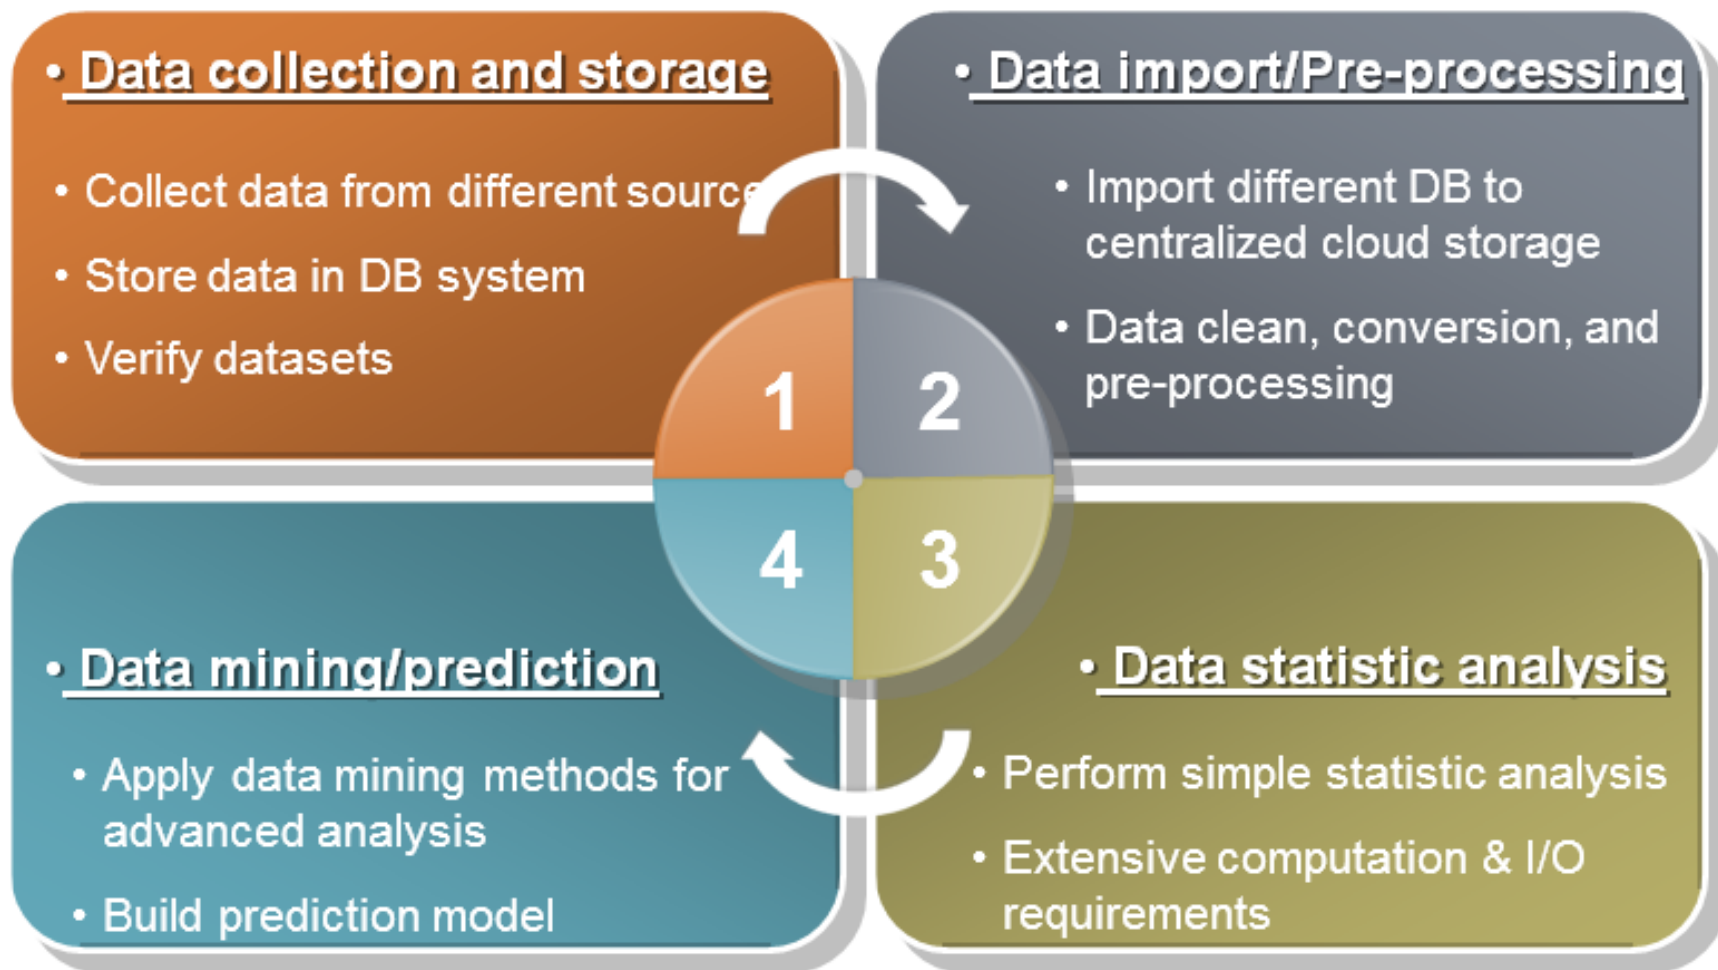 • Data collection and storage
• Collect data from different source
• Store data in DB system
• Verify datasets
• Data import/Pre-processing
• Import different DB to
centralized cloud storage
• Data clean, conversion, and
pre-processing
1
2
4
3
• Data mining/prediction
• Apply data mining methods for
advanced analysis
• Build prediction model
• Data statistic analysis
• Perform simple statistic analysis
• Extensive computation & I/O
requirements